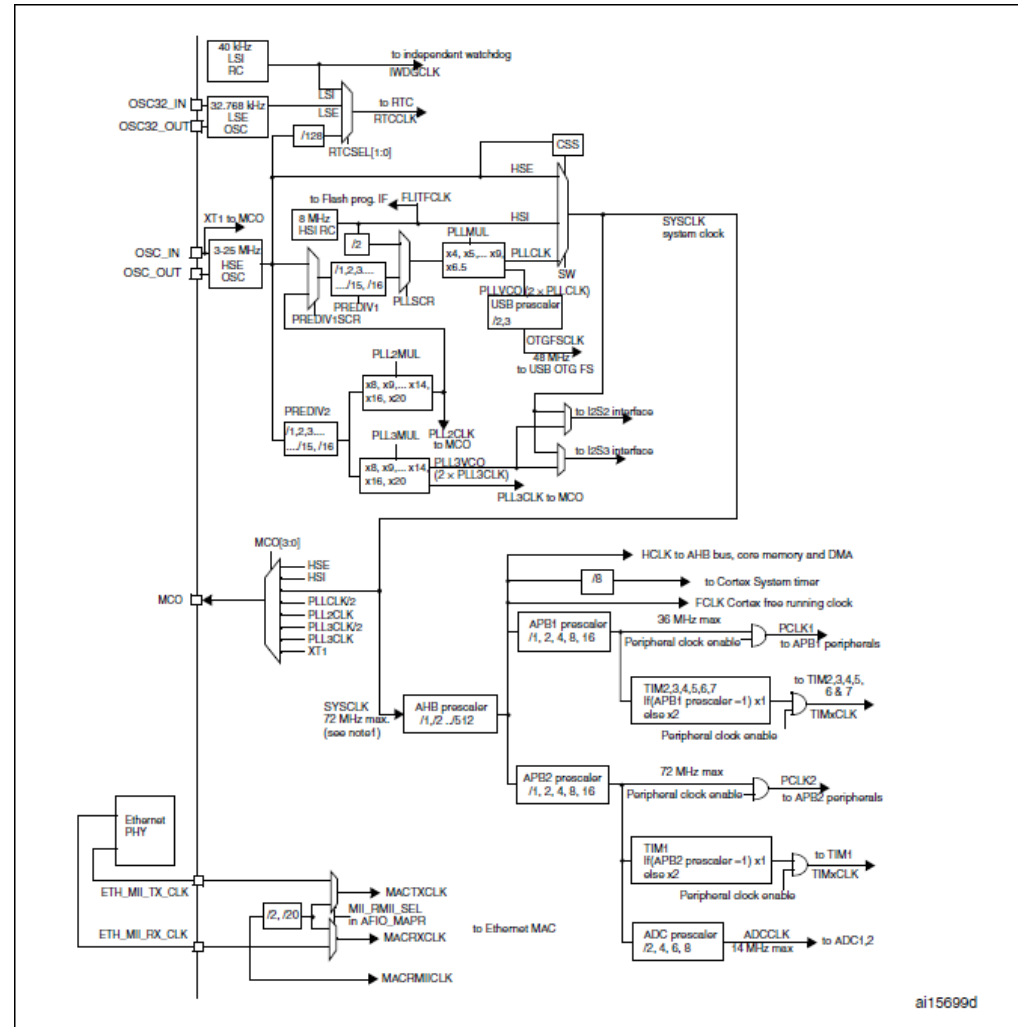 40 kHz
LSI
RC
to independent watchdog
IWDGCLK
OSC32_IN
OSC32_OUT
32.768 kHz
LSE
OSC
LSI
LSE
to RTC
RTCCLK
/128
RTCSEL[1:0]
CSS
HSE
to Flash prog. IF
FLITFCLK
XT1 to MCO
8 MHz
HSI RC
HSI
SYSCLK
system clock
/2
PLLMUL
x4, x5,... x9,
x6.5
PLLCLK
SW
OSC_IN
OSC_OUT
3-25 MHz
HSE
OSC
/1,2,3....
..../15, /16
PLLSCR
PREDIV1
PREDIV1SCR
PLLVCO (2 × PLLCLK)
USB prescaler
/2,3
OTGFSCLK
48 MHz
to USB OTG FS
PLL2MUL
x8, x9,... x14,
x16, x20
PREDIV2
/1,2,3....
..../15, /16
PLL2CLK
to MCO
PLL3MUL
x8, x9,... x14,
x16, x20
PLL3VCO
(2 × PLL3CLK)
to I2S2 interface
to I2S3 interface
PLL3CLK to MCO
MCO[3:0]
MCO
HSE
HSI
PLLCLK/2
PLL2CLK
PLL3CLK/2
PLL3CLK
XT1
HCLK to AHB bus, core memory and DMA
/8
to Cortex System timer
FCLK Cortex free running clock
APB1 prescaler
/1, 2, 4, 8, 16
36 MHz max
Peripheral clock enable
PCLK1
to APB1 peripherals
TIM2,3,4,5,6,7
If(APB1 prescaler =1) x1
else x2
to TIM2,3,4,5,
6 & 7
TIMxCLK
Peripheral clock enable
SYSCLK
72 MHz max.
(see note1)
AHB prescaler
/1,/2 ../512
APB2 prescaler
/1, 2, 4, 8, 16
72 MHz max
Peripheral clock enable
PCLK2
to APB2 peripherals
TIM1
If(APB2 prescaler =1) x1
else x2
to TIM1
TIMxCLK
Peripheral clock enable
ADC prescaler
/2, 4, 6, 8
ADCCLK
14 MHz max
to ADC1,2
Ethernet
PHY
ETH_MII_TX_CLK
MACTXCLK
/2, /20
MII_RMII_SEL
in AFIO_MAPR
to Ethernet MAC
ETH_MII_RX_CLK
MACRXCLK
MACRMIICLK
ai15699d